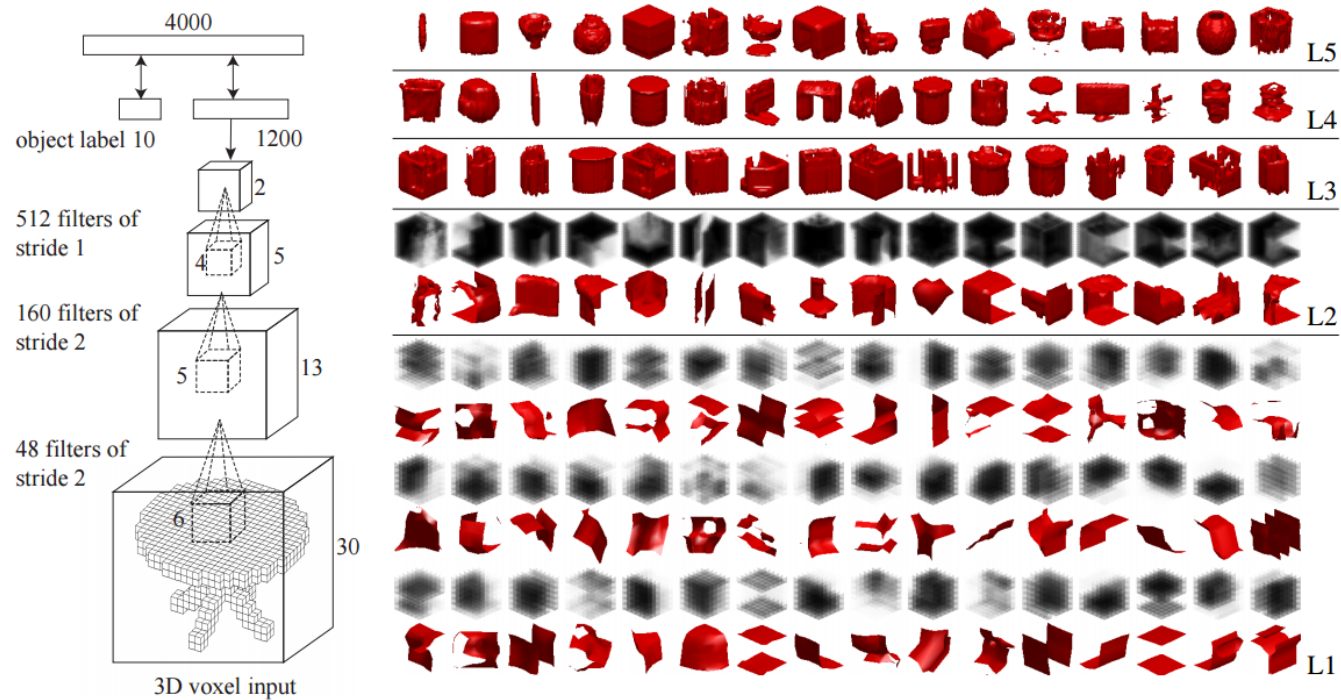 4000
object label 10
1200
2
512 filters of
stride 1
4
5
160 filters of
stride 2
5
13
48 filters of
stride 2
6
30
3D voxel input
L5
L4
L3
L2
L1